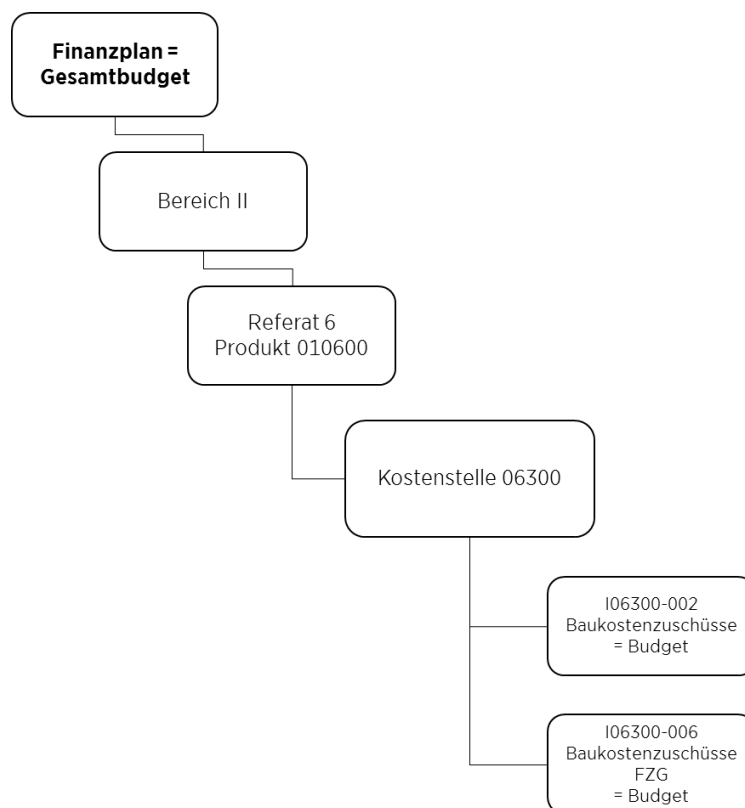 Finanzplan =
Gesamtbudget
Bereich II
Referat 6
Produkt 010600
Kostenstelle 06300
I06300-002
Baukostenzuschüsse
= Budget
I06300-006
Baukostenzuschüsse
FZG
= Budget